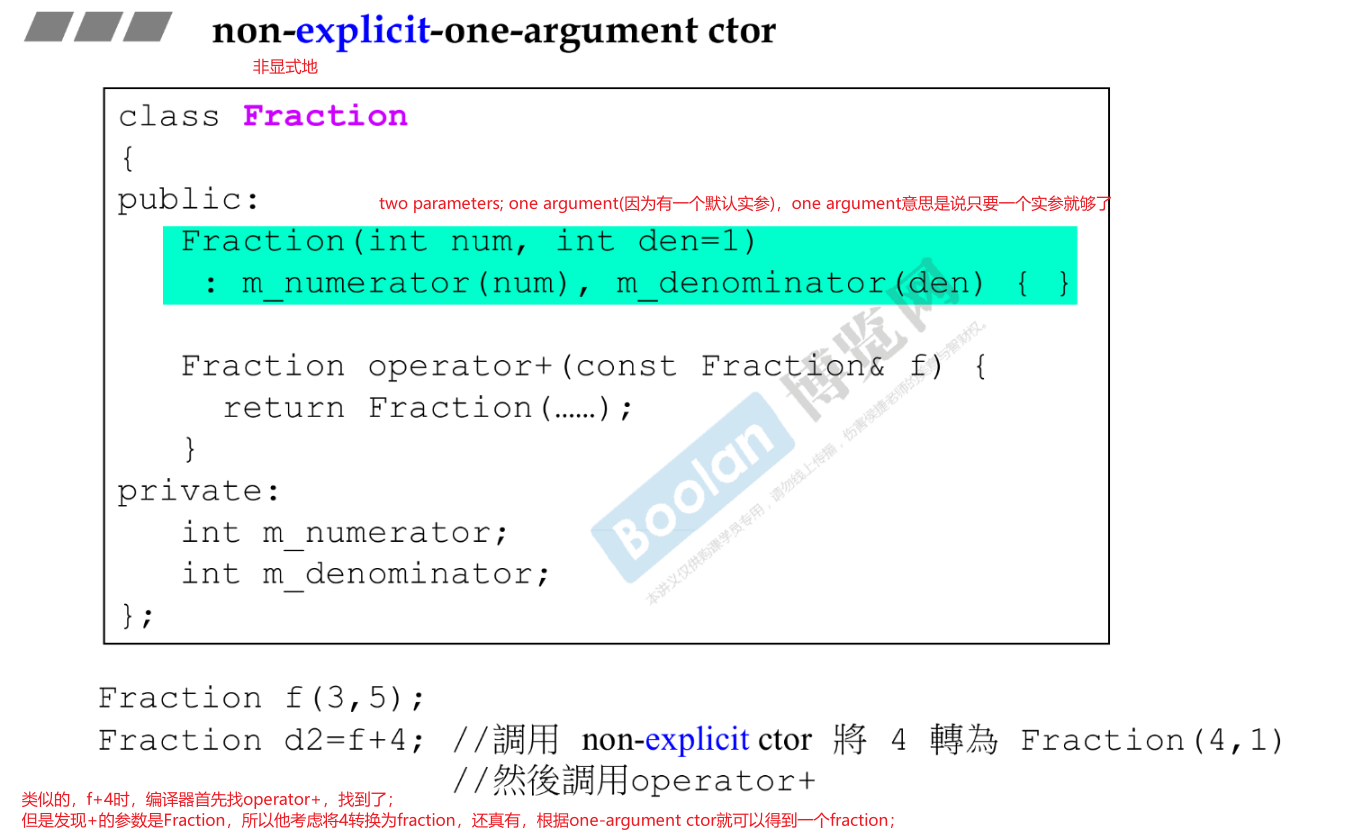 non-explicit-one-argument ctor
非显式地
class Fraction
{
public:
two parameters; one argument(因为有一个默认实参)，one argument意思是说只要一个实参就够了
Fraction(int num, int den=1)
: m_numerator(num), m_denominator(den) { }
Fraction operator+(const Fraction& f) {
return Fraction(……);
}
private:
int m_numerator;
int m_denominator;
};
Boolan 博览网
本讲义仅供购课学员专用，请勿线上传播，伤害侯捷老师的
与智财权。
Fraction f(3,5);
Fraction d2=f+4; //調用 non-explicit ctor 將 4 轉為 Fraction(4,1)
//然後調用operator+
类似的，f+4时，编译器首先找operator+，找到了；
但是发现+的参数是Fraction，所以他考虑将4转换为fraction，还真有，根据one-argument ctor就可以得到一个fraction；